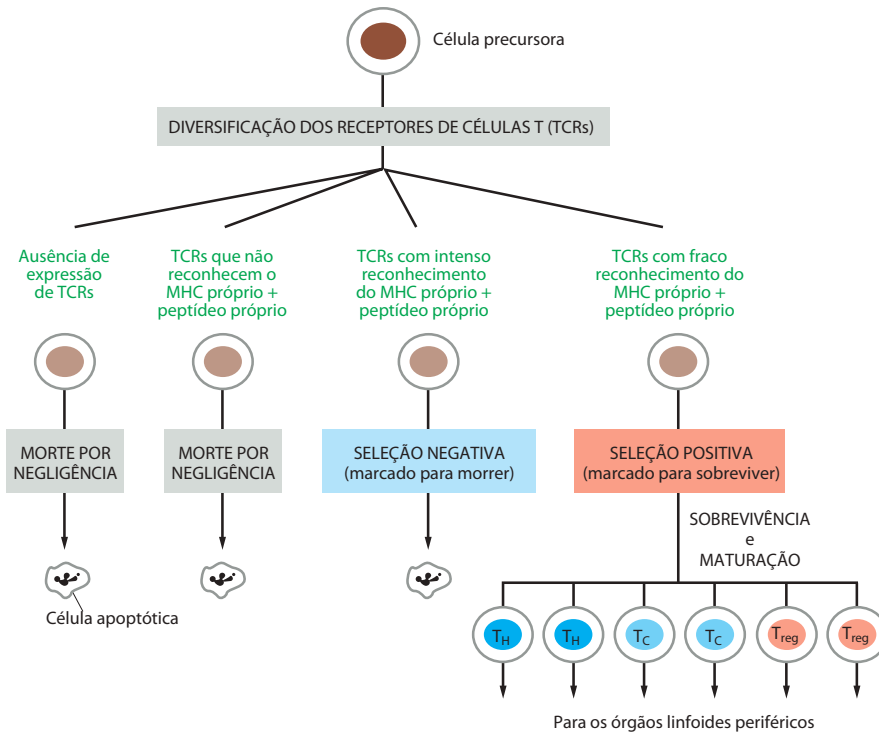 Célula precursora
DIVERSIFICAÇÃO DOS RECEPTORES DE CÉLULAS T (TCRs)
Ausência de
expressão
de TCRs
TCRs que não
reconhecem o
MHC próprio +
peptídeo próprio
TCRs com intenso
reconhecimento
do MHC próprio +
peptídeo próprio
TCRs com fraco
reconhecimento do
MHC próprio +
peptídeo próprio
MORTE POR
NEGLIGÊNCIA
MORTE POR
NEGLIGÊNCIA
SELEÇÃO NEGATIVA
(marcado para morrer)
SELEÇÃO POSITIVA
(marcado para sobreviver)
SOBREVIVÊNCIA
e
MATURAÇÃO
Célula apoptótica
TH TH TC TC Treg Treg
Para os órgãos linfoides periféricos